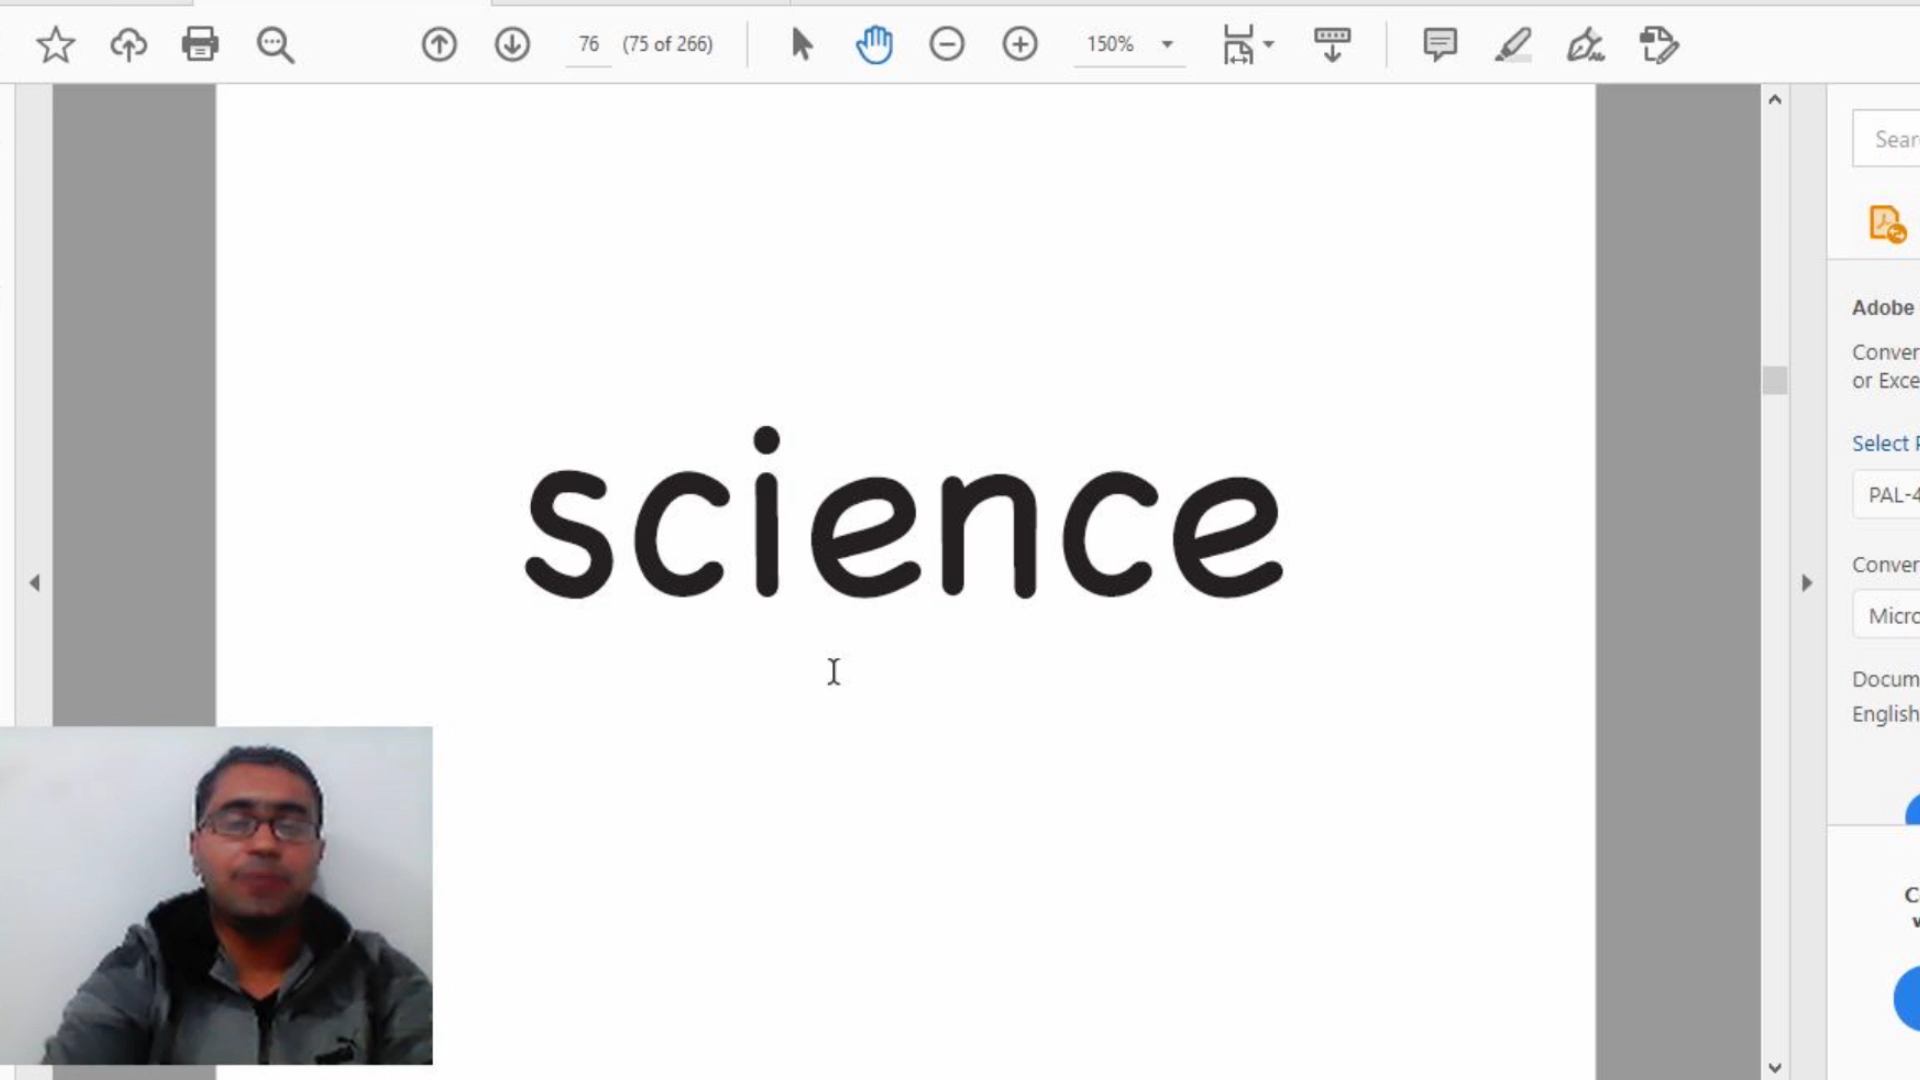 76 (75 of 266) 150%
Sear
Adobe
Conver
or Exce
Select P
PAL-4
Conver
Micro
Docum
English
science